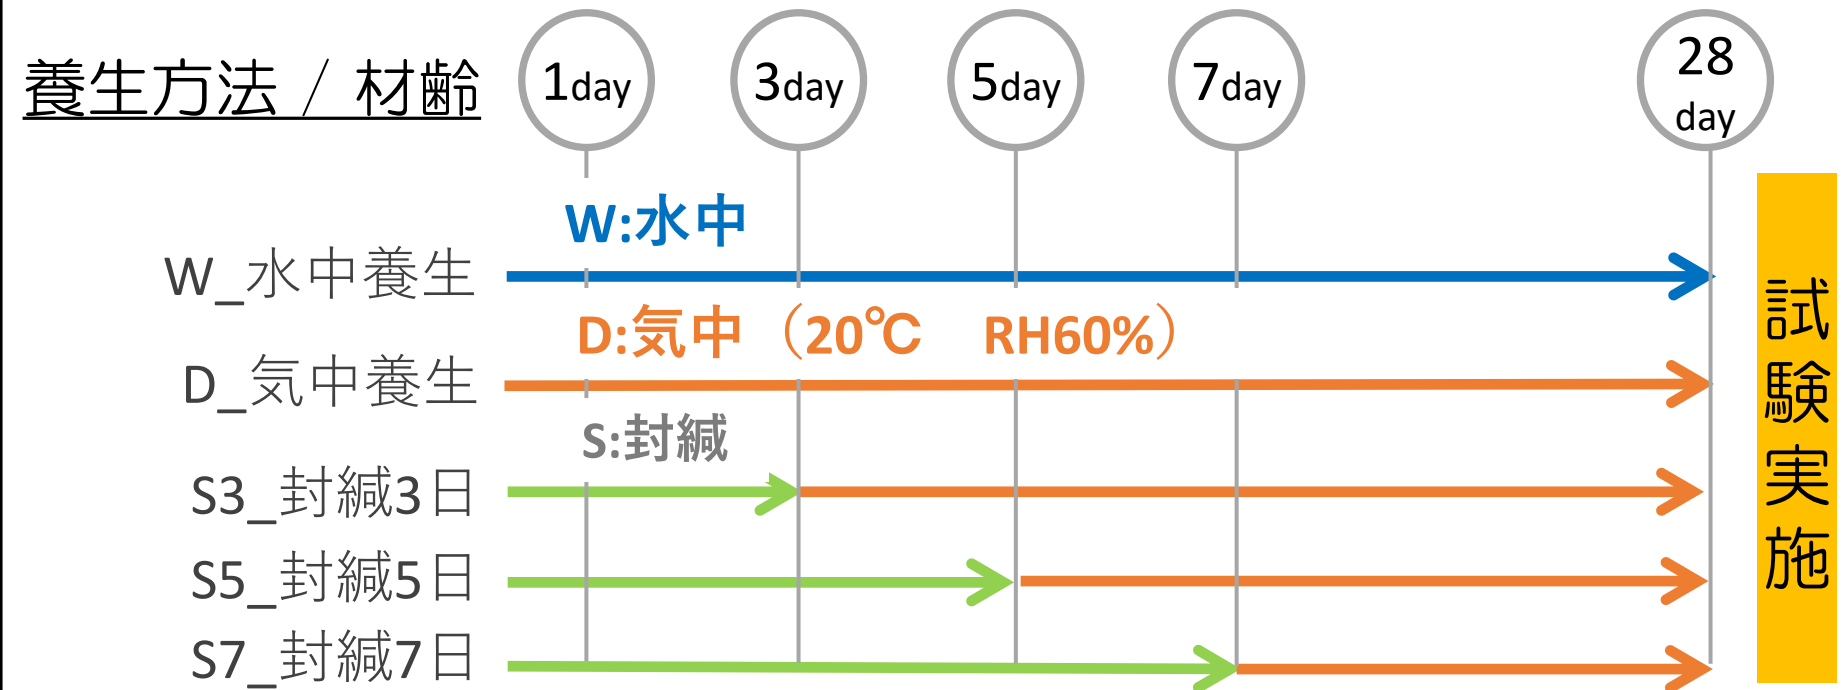 養生方法 / 材齢
1day
3day
5day
7day
28
day
W:水中
W_水中養生
D:気中（20℃　RH60%）
D_気中養生
S:封緘
S3_封緘3日
S5_封緘5日
S7_封緘7日
試験実施